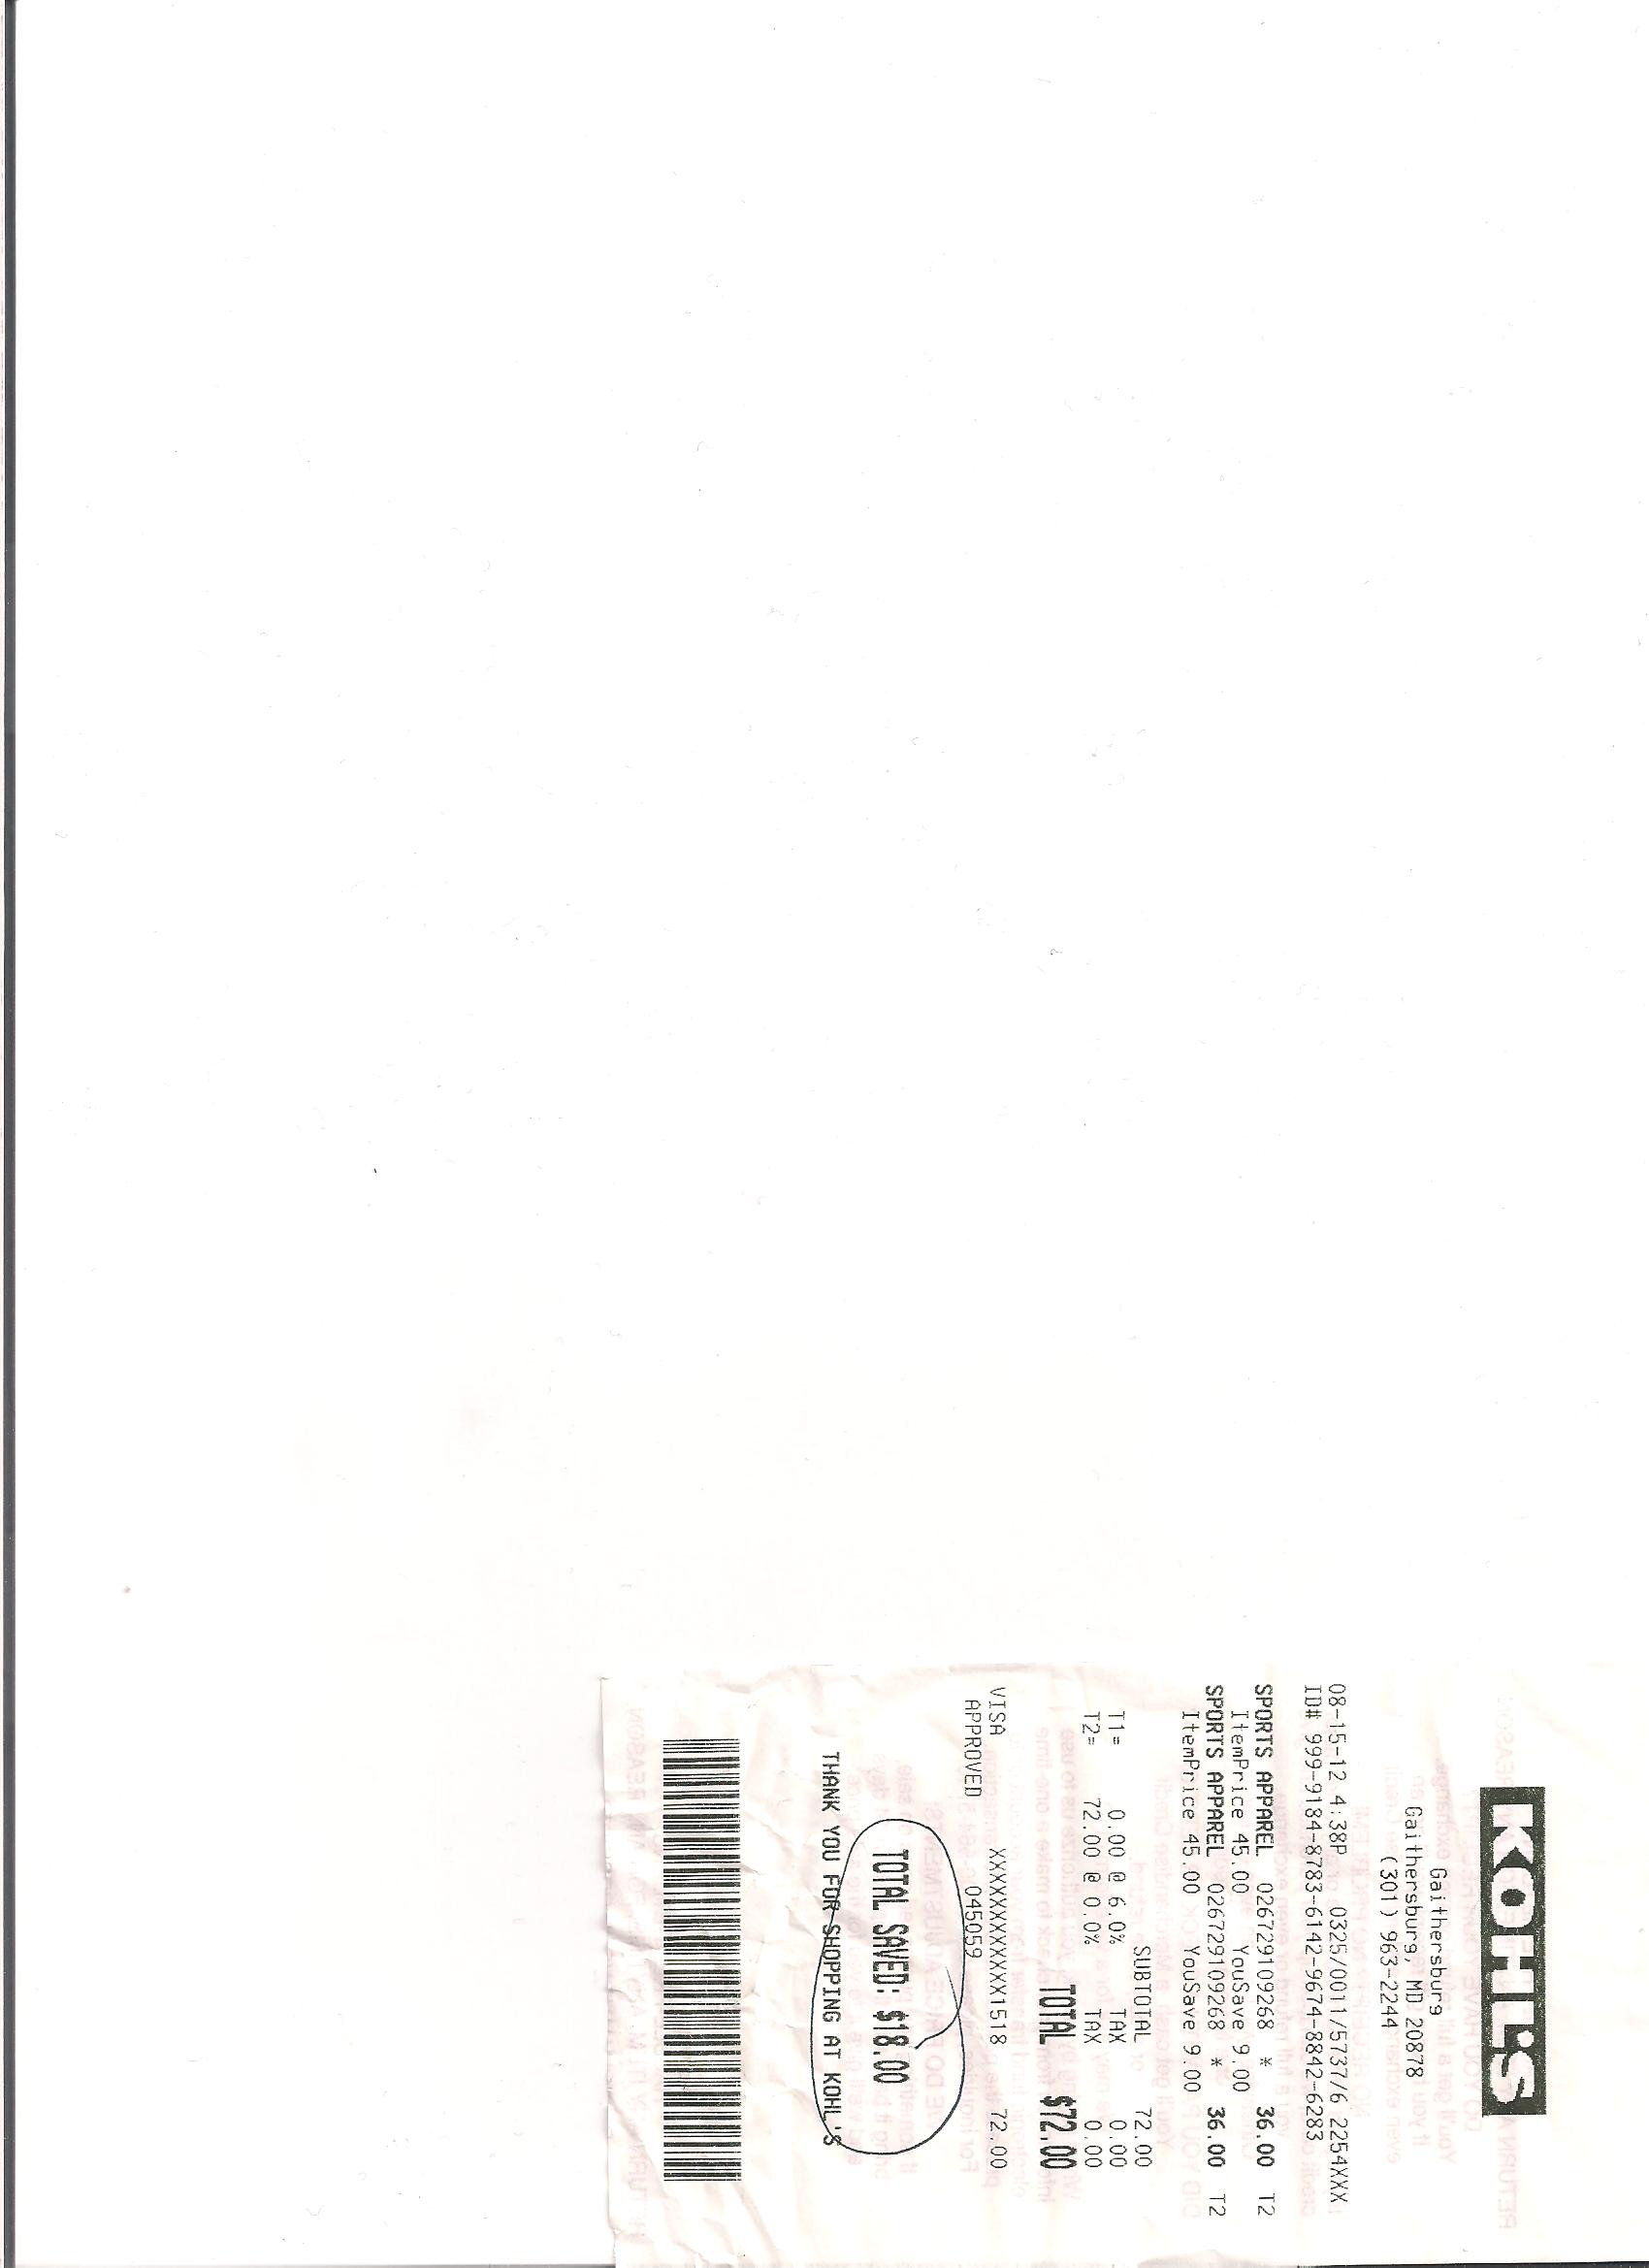 KOHL'S
Gaithersburg
Gaithersburg, MD 20878
(301) 963-2244
08-15-12 4:38P 0325/0011/5737/6 2254XXX
ID# 999-9184-8783-6142-9674-8842-6283
SPORTS APPAREL 026729109268 * 36.00 T2
ItemPrice 45.00 YouSave 9.00
SPORTS APPAREL 026729109268 * 36.00 T2
ItemPrice 45.00 YouSave 9.00
SUBTOTAL 72.00
T1= 0.00 @ 6.0% TAX 0.00
T2= 72.00 @ 0.0% TAX 0.00
TOTAL $72.00
VISA XXXXXXXXXXXX1518 72.00
APPROVED 045059
TOTAL SAVED: $18.00
THANK YOU FOR SHOPPING AT KOHL'S